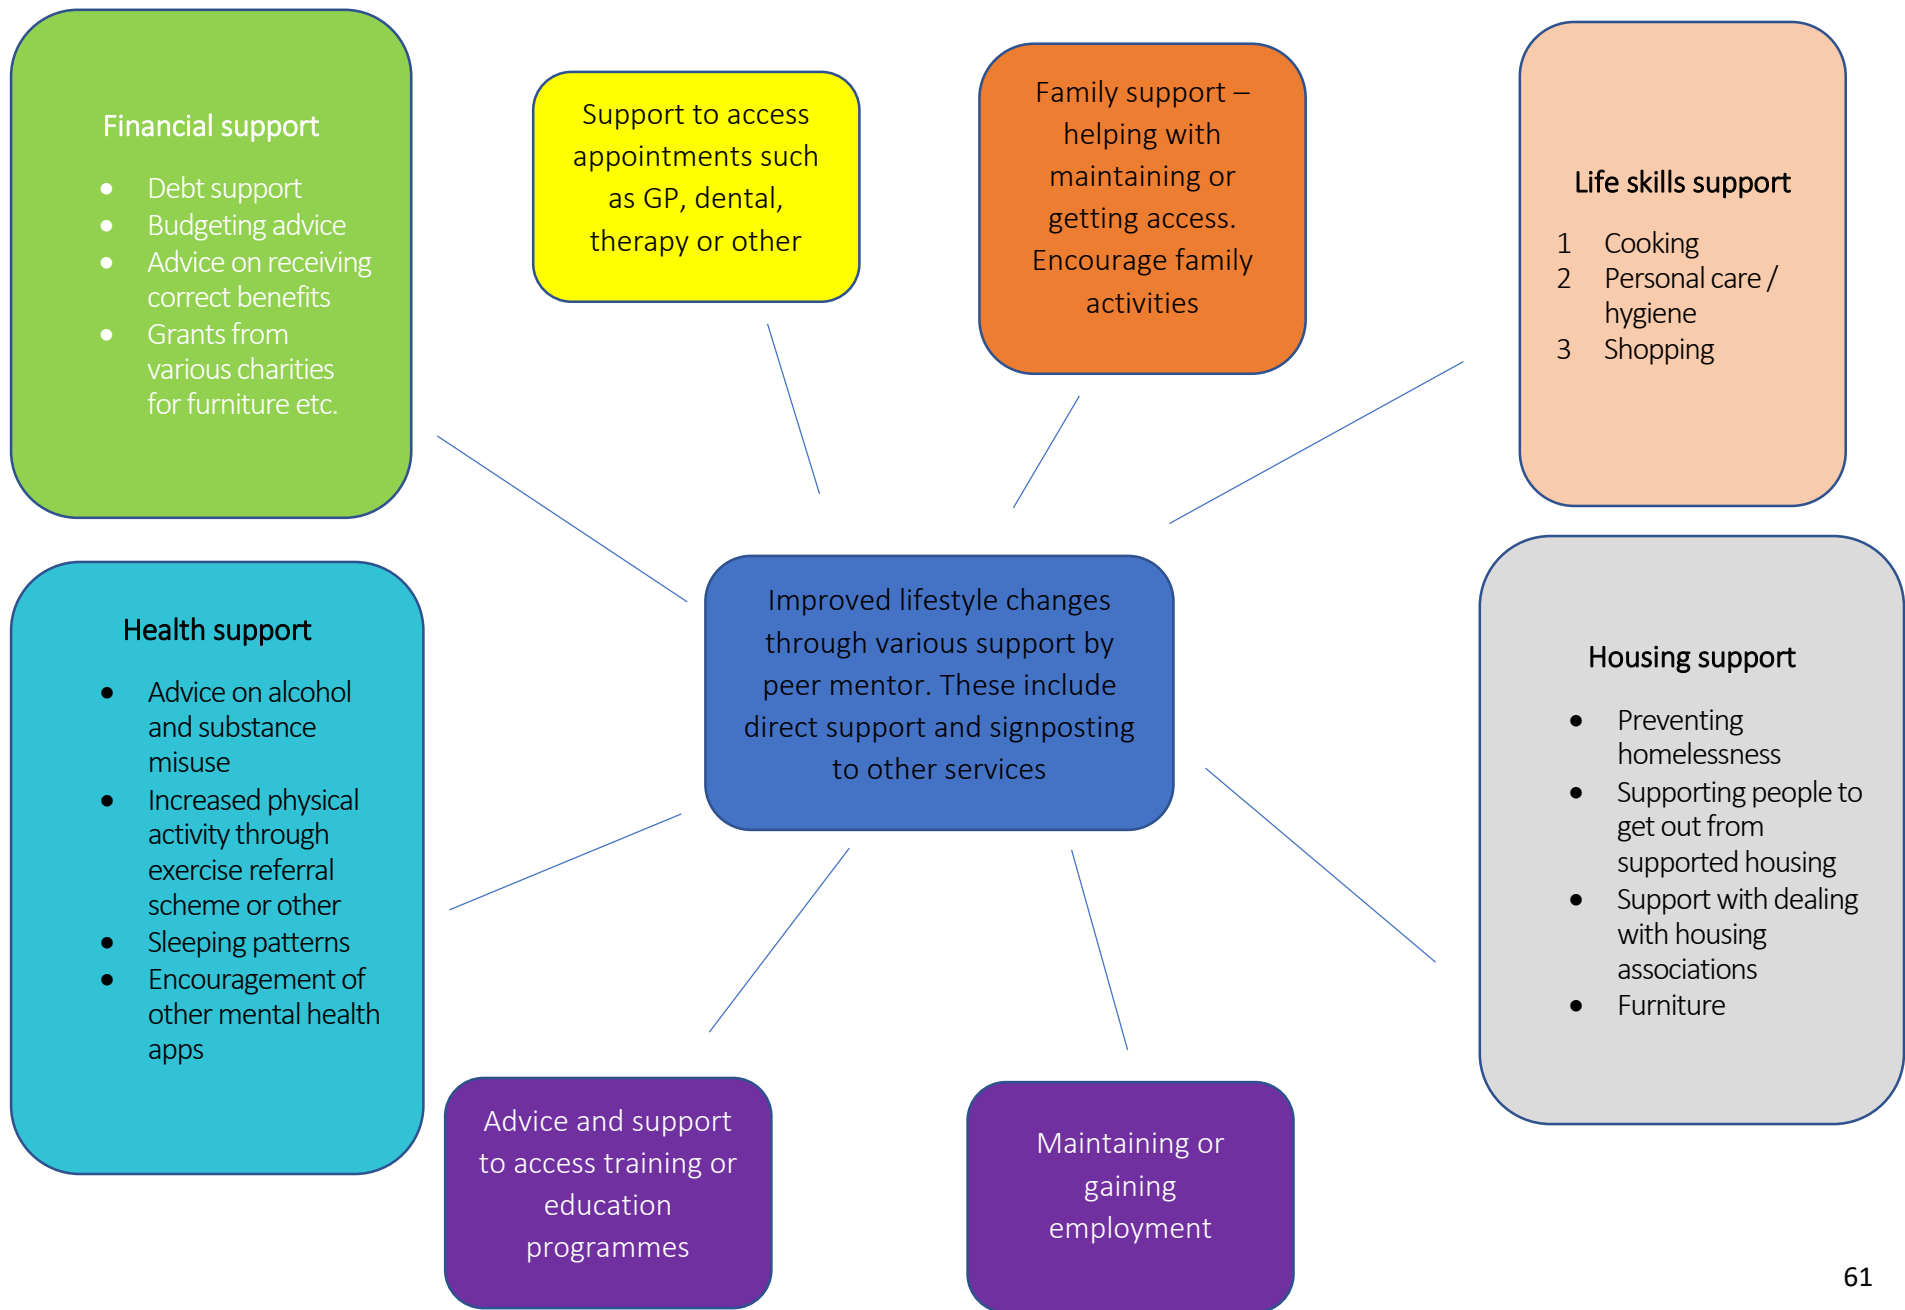 Financial support
• Debt support
• Budgeting advice
• Advice on receiving
correct benefits
• Grants from
various charities
for furniture etc.
Support to access
appointments such
as GP, dental,
therapy or other
Family support –
helping with
maintaining or
getting access.
Encourage family
activities
Life skills support
1 Cooking
2 Personal care /
hygiene
3 Shopping
Health support
• Advice on alcohol
and substance
misuse
• Increased physical
activity through
exercise referral
scheme or other
• Sleeping patterns
• Encouragement of
other mental health
apps
Improved lifestyle changes
through various support by
peer mentor. These include
direct support and signposting
to other services
Housing support
• Preventing
homelessness
• Supporting people to
get out from
supported housing
• Support with dealing
with housing
associations
• Furniture
Advice and support
to access training or
education
programmes
Maintaining or
gaining
employment
61